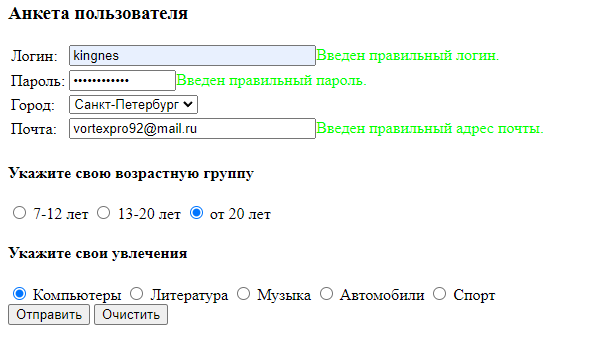 Анкета пользователя
Логин: kingnes Введен правильный логин.
Пароль: •••••••••••• Введен правильный пароль.
Город: Санкт-Петербург
Почта: vortexpro92@mail.ru Введен правильный адрес почты.
Укажите свою возрастную группу
7-12 лет 13-20 лет от 20 лет
Укажите свои увлечения
Компьютеры Литература Музыка Автомобили Спорт
Отправить Очистить